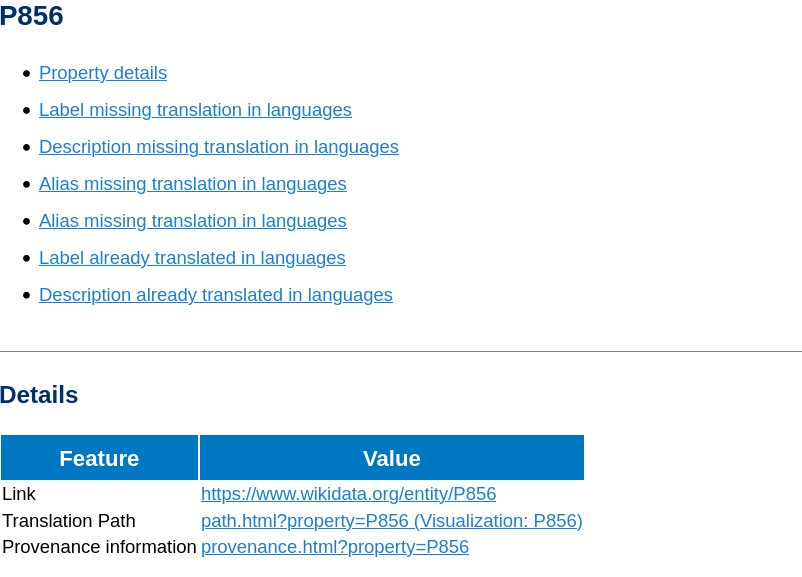 P856
Property details
Label missing translation in languages
Description missing translation in languages
Alias missing translation in languages
Alias missing translation in languages
Label already translated in languages
Description already translated in languages
Details
Feature Value
Link https://www.wikidata.org/entity/P856
Translation Path path.html?property=P856 (Visualization: P856)
Provenance information provenance.html?property=P856